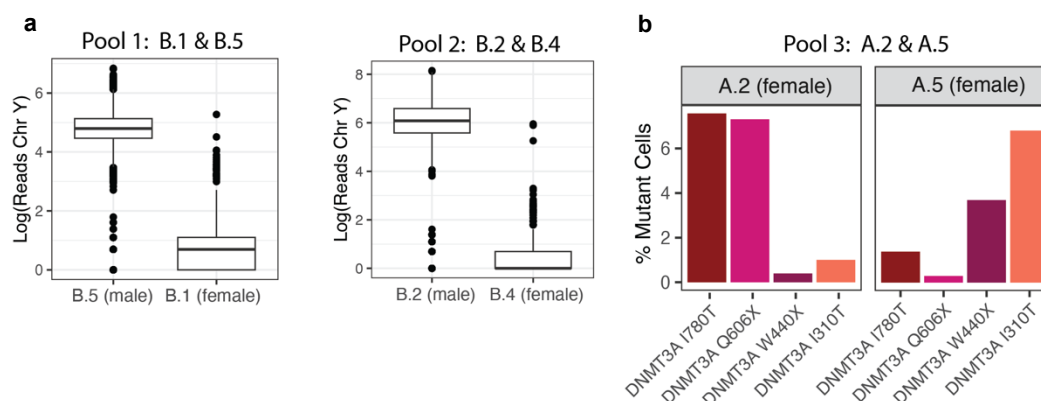 a
Pool 1: B.1 & B.5
Log(Reads Chr Y)
6
4
2
0
B.5 (male)
B.1 (female)
Pool 2: B.2 & B.4
Log(Reads Chr Y)
8
6
4
2
0
B.2 (male)
B.4 (female)
b
Pool 3: A.2 & A.5
A.2 (female)
A.5 (female)
% Mutant Cells
6
4
2
0
DNMT3A I780T
DNMT3A Q606X
DNMT3A W440X
DNMT3A I310T
DNMT3A I780T
DNMT3A Q606X
DNMT3A W440X
DNMT3A I310T